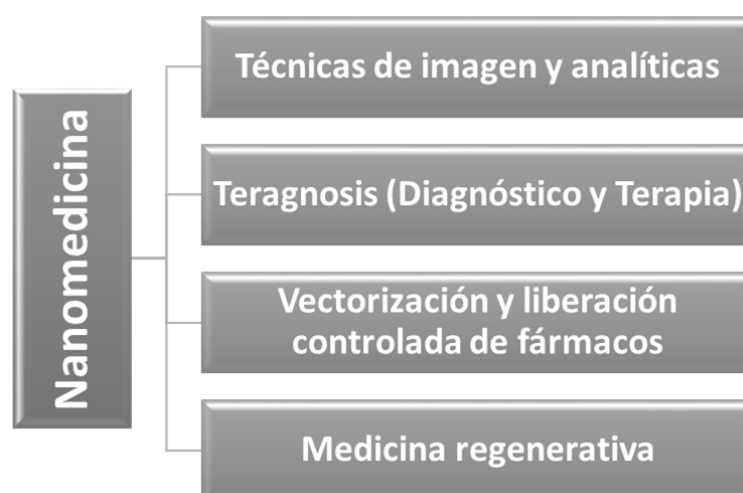 Nanomedicina
Técnicas de imagen y analíticas
Teragnosis (Diagnóstico y Terapia)
Vectorización y liberación
controlada de fármacos
Medicina regenerativa